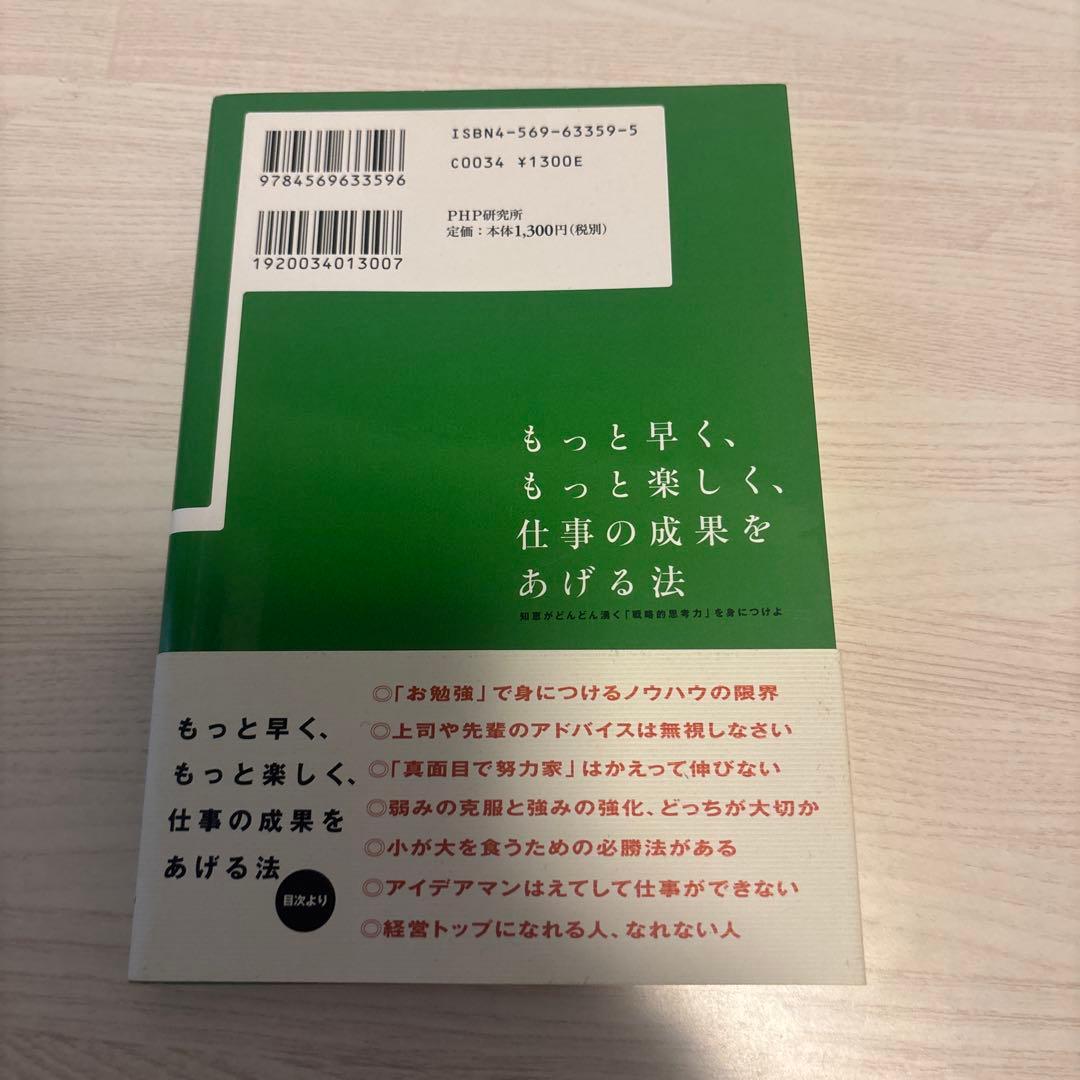 ISBN4-569-63359-5
C0034 ¥1300E
9784569633596
PHP研究所
定価：本体1,300円（税別）
1920034013007
もっと早く、
もっと楽しく、
仕事の成果を
あげる法
知恵がどんどん湧く「戦略的思考力」を身につけよ
もっと早く、
もっと楽しく、
仕事の成果を
あげる法
目次より
◎「お勉強」で身につけるノウハウの限界
◎上司や先輩のアドバイスは無視しなさい
◎「真面目で努力家」はかえって伸びない
◎弱みの克服と強みの強化、どっちが大切か
◎小が大を食うための必勝法がある
◎アイデアマンはえてして仕事ができない
◎経営トップになれる人、なれない人